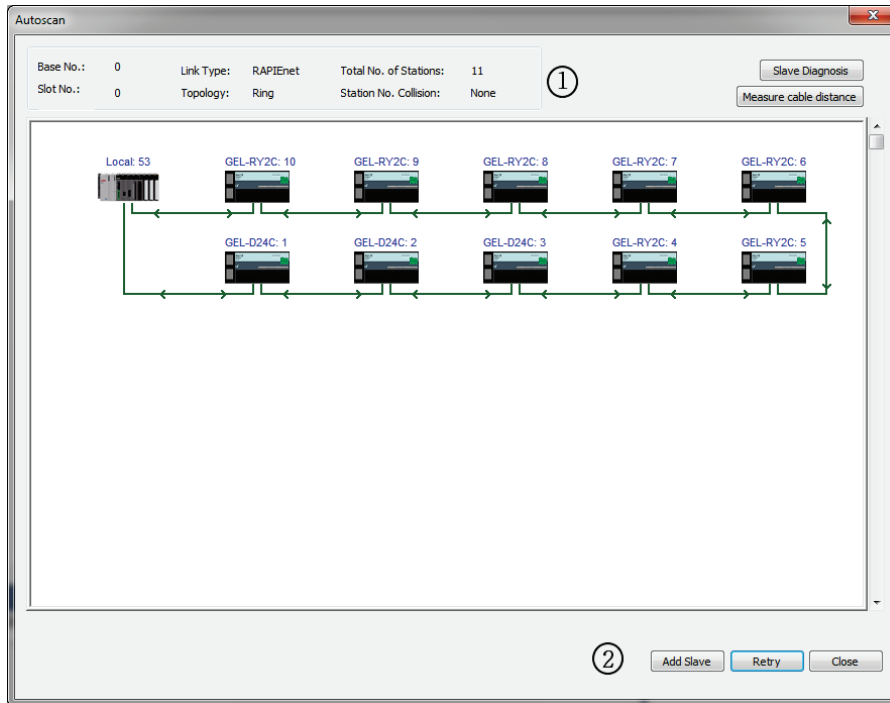 Autoscan
Base No.: 0 Link Type: RAPIEnet Total No. of Stations: 11 ① Slave Diagnosis
Slot No.: 0 Topology: Ring Station No. Collision: None Measure cable distance
Local: 53 GEL-RY2C: 10 GEL-RY2C: 9 GEL-RY2C: 8 GEL-RY2C: 7 GEL-RY2C: 6
GEL-D24C: 1 GEL-D24C: 2 GEL-D24C: 3 GEL-RY2C: 4 GEL-RY2C: 5
② Add Slave Retry Close